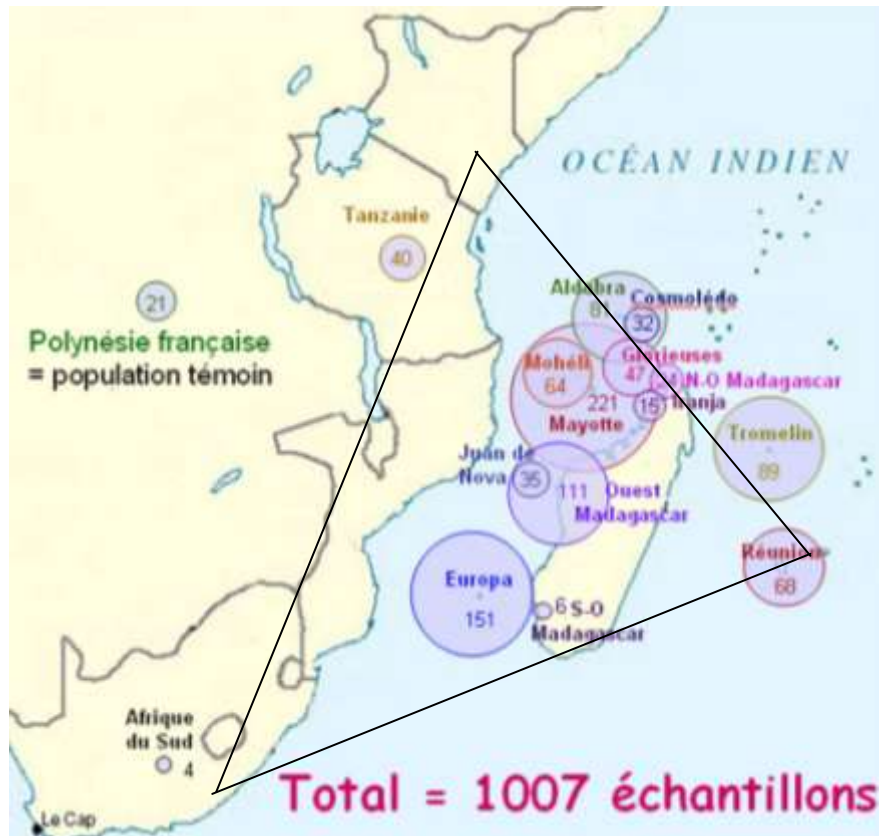 OCÉAN INDIEN
Tanzanie
40
21
Polynésie française
= population témoin
Aldabra
81
Cosmolédo
32
Glorieuses
47
Mohéli
64
24 N-O Madagascar
221
15 Iranja
Mayotte
Tromelin
89
Juan de
Nova
35
111 Ouest
Madagascar
Europa
151
Réunion
68
6 S-O
Madagascar
Afrique
du Sud
4
Le Cap
Total = 1007 échantillons